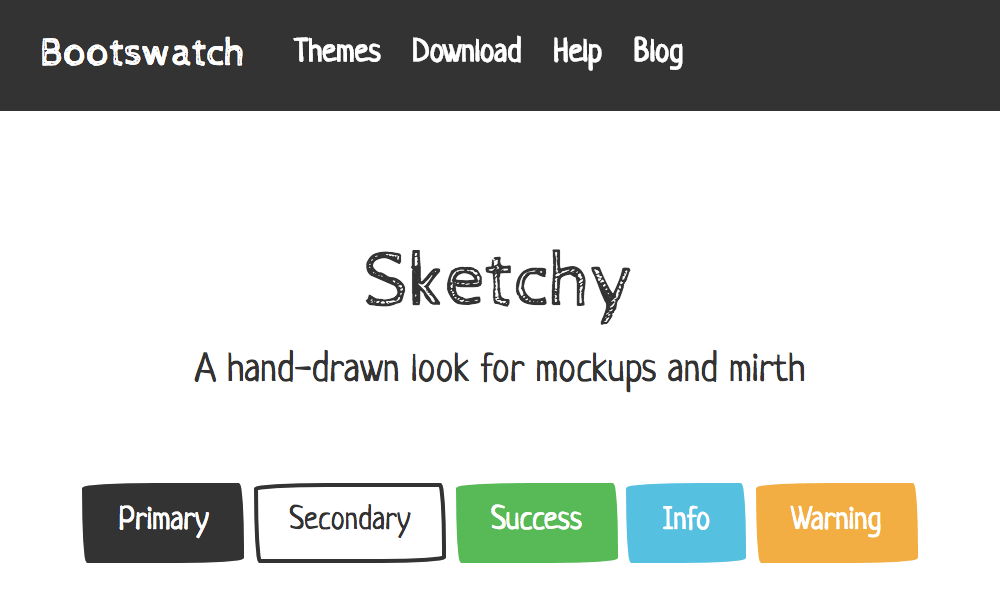 Bootswatch Themes Download Help Blog
Sketchy
A hand-drawn look for mockups and mirth
Primary Secondary Success Info Warning